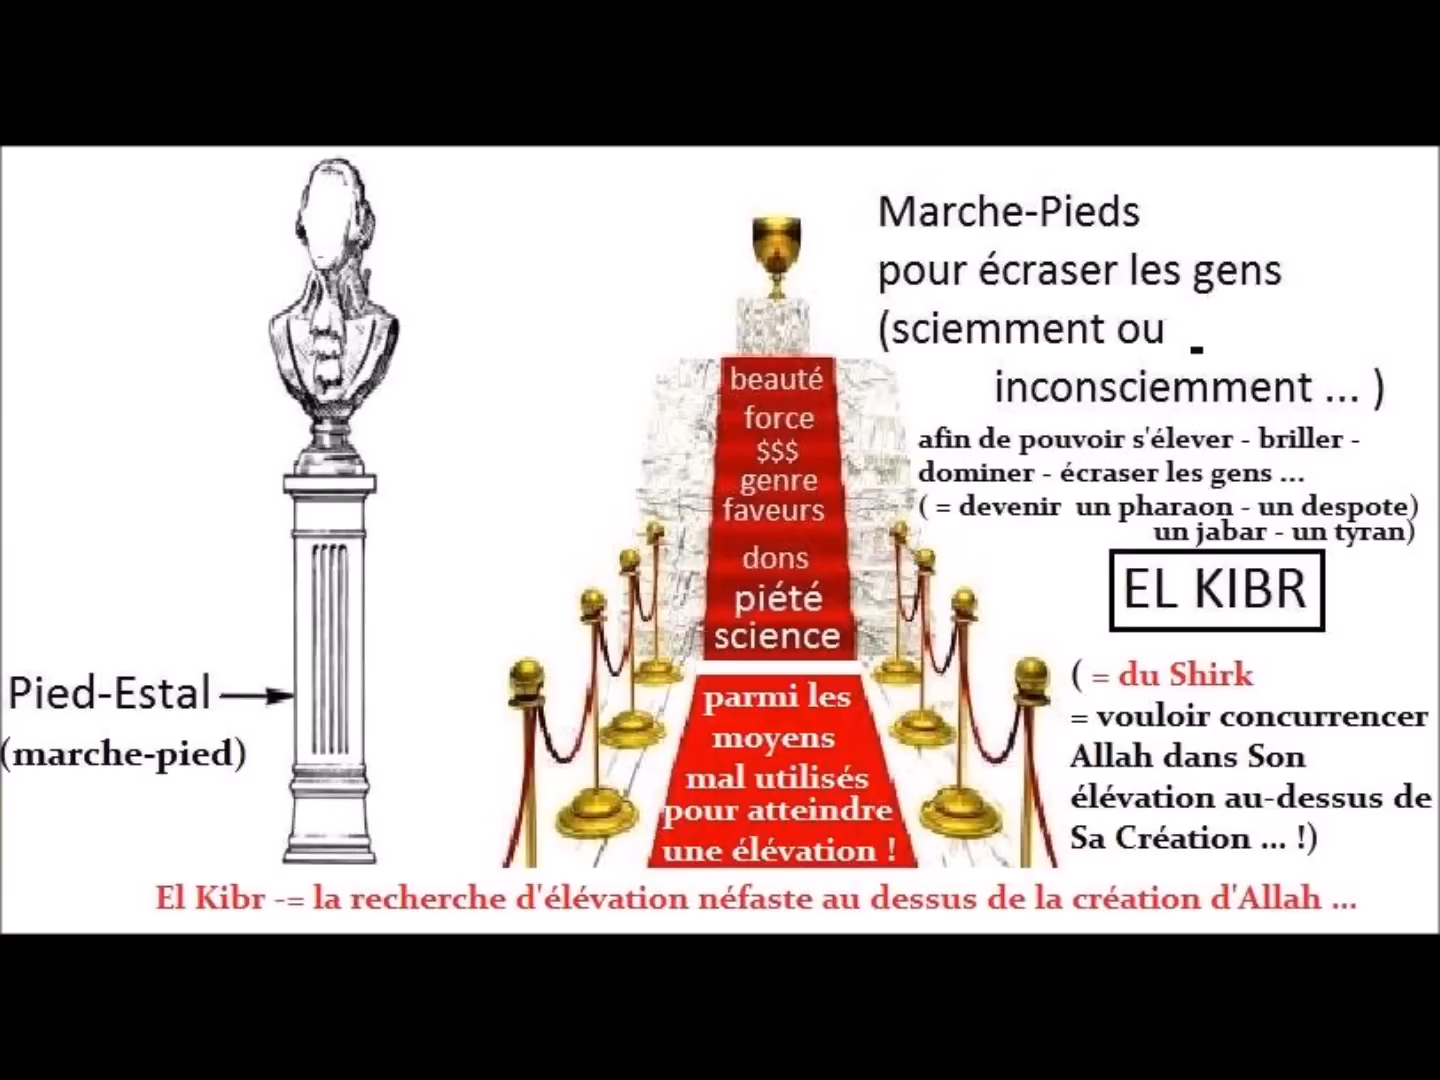 Marche-Pieds
pour écraser les gens
(sciemment ou -
inconsciemment ... )
afin de pouvoir s'élever - briller -
dominer - écraser les gens ...
( = devenir un pharaon - un despote)
un jabar - un tyran)
EL KIBR
( = du Shirk
= vouloir concurrencer
Allah dans Son
élévation au-dessus de
Sa Création ... !)
beauté
force
$$$
genre
faveurs
dons
piété
science
parmi les
moyens
mal utilisés
pour atteindre
une élévation !
Pied-Estal
(marche-pied)
El Kibr -= la recherche d'élévation néfaste au dessus de la création d'Allah ...